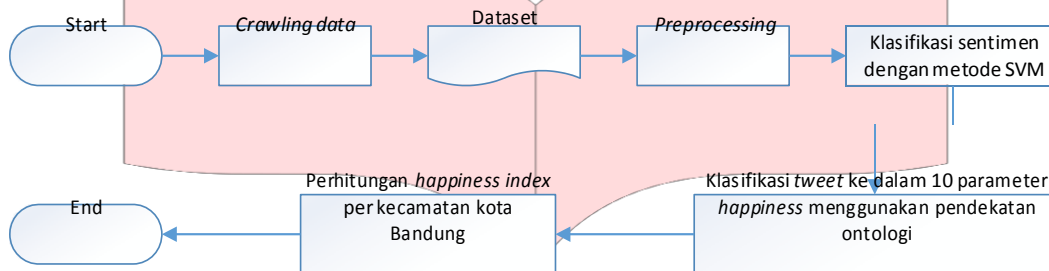 Start
Crawling data
Dataset
Preprocessing
Klasifikasi sentimen
dengan metode SVM
Klasifikasi tweet ke dalam 10 parameter
happiness menggunakan pendekatan
ontologi
Perhitungan happiness index
per kecamatan kota
Bandung
End